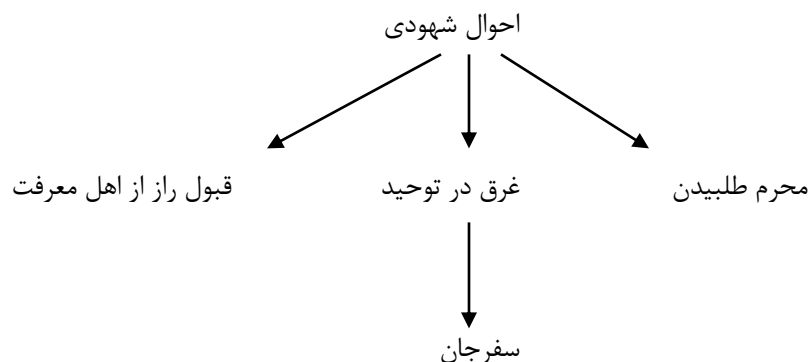 احوال شهودی
محرم طلبیدن
غرق در توحید
قبول راز از اهل معرفت
سفرجان